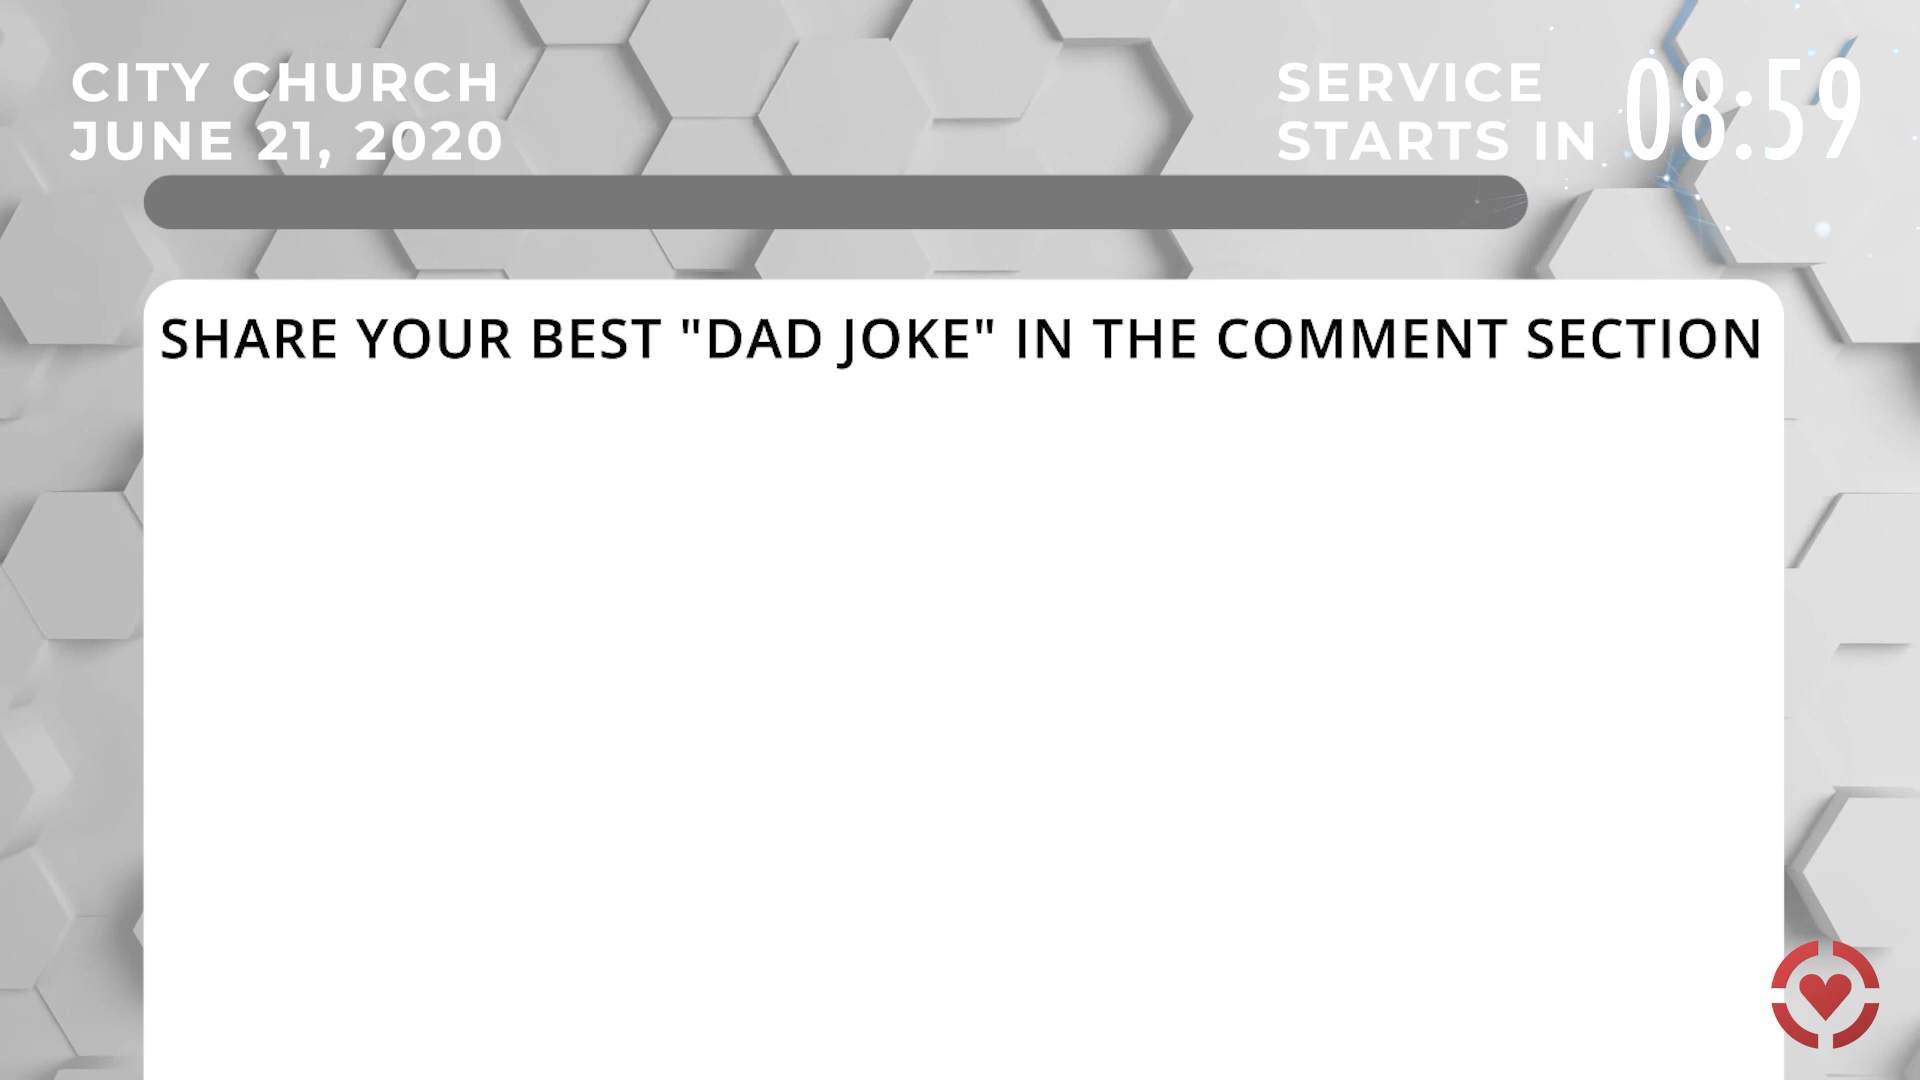 CITY CHURCH
JUNE 21, 2020
SERVICE
STARTS IN 08:59
SHARE YOUR BEST "DAD JOKE" IN THE COMMENT SECTION